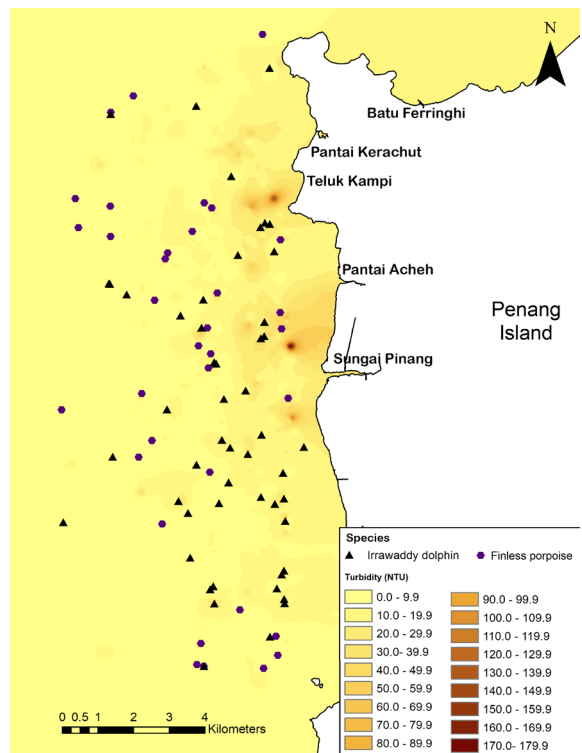 N
Batu Ferringhi
Pantai Kerachut
Teluk Kampi
Pantai Acheh
Penang
Island
Sungai Pinang
Species
Irrawaddy dolphin Finless porpoise
Turbidity (NTU)
0.0 - 9.9 90.0 - 99.9
10.0 - 19.9 100.0 - 109.9
20.0 - 29.9 110.0 - 119.9
30.0 - 39.9 120.0 - 129.9
40.0 - 49.9 130.0 - 139.9
50.0 - 59.9 140.0 - 149.9
60.0 - 69.9 150.0 - 159.9
70.0 - 79.9 160.0 - 169.9
80.0 - 89.9 170.0 - 179.9
0 0.5 1 2 3 4
Kilometers